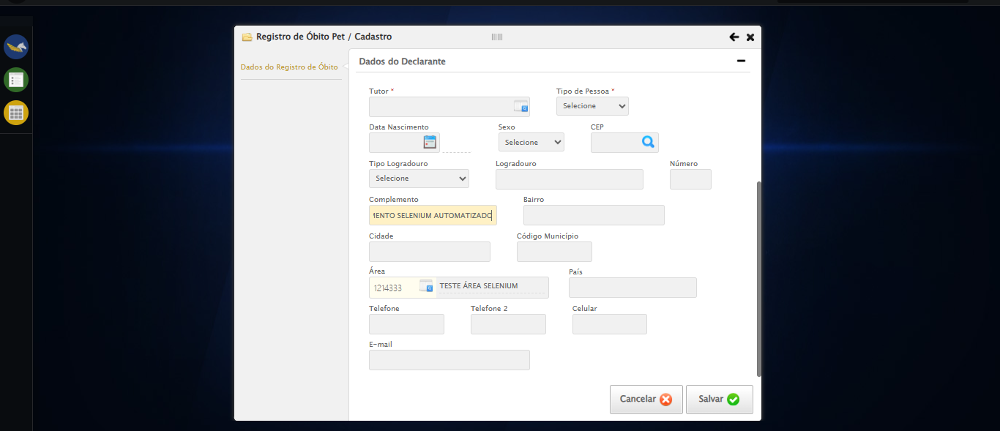 Registro de Óbito Pet / Cadastro
Dados do Registro de Óbito
Dados do Declarante
Tutor * Tipo de Pessoa *
Selecione
Data Nascimento Sexo CEP
Selecione
Tipo Logradouro Logradouro Número
Selecione
Complemento Bairro
SELENIUM AUTOMATIZADO
Cidade Código Município
Área País
1214333 TESTE ÁREA SELENIUM
Telefone Telefone 2 Celular
E-mail
Cancelar Salvar